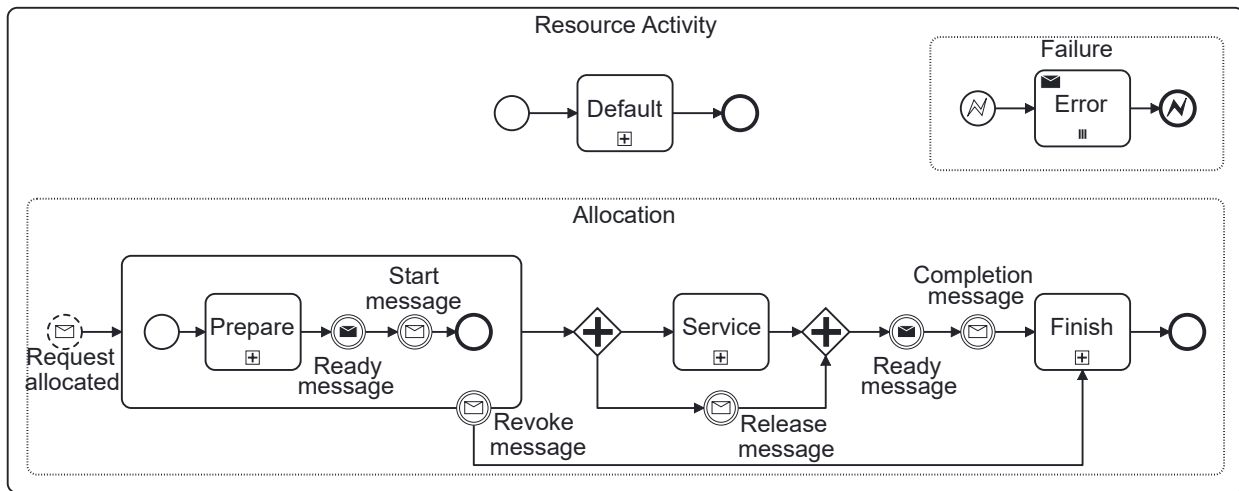 Resource Activity
Failure
Default
Error
Allocation
Start
message
Completion
message
Prepare
Service
Finish
Request
allocated
Ready
message
Ready
message
Revoke
message
Release
message